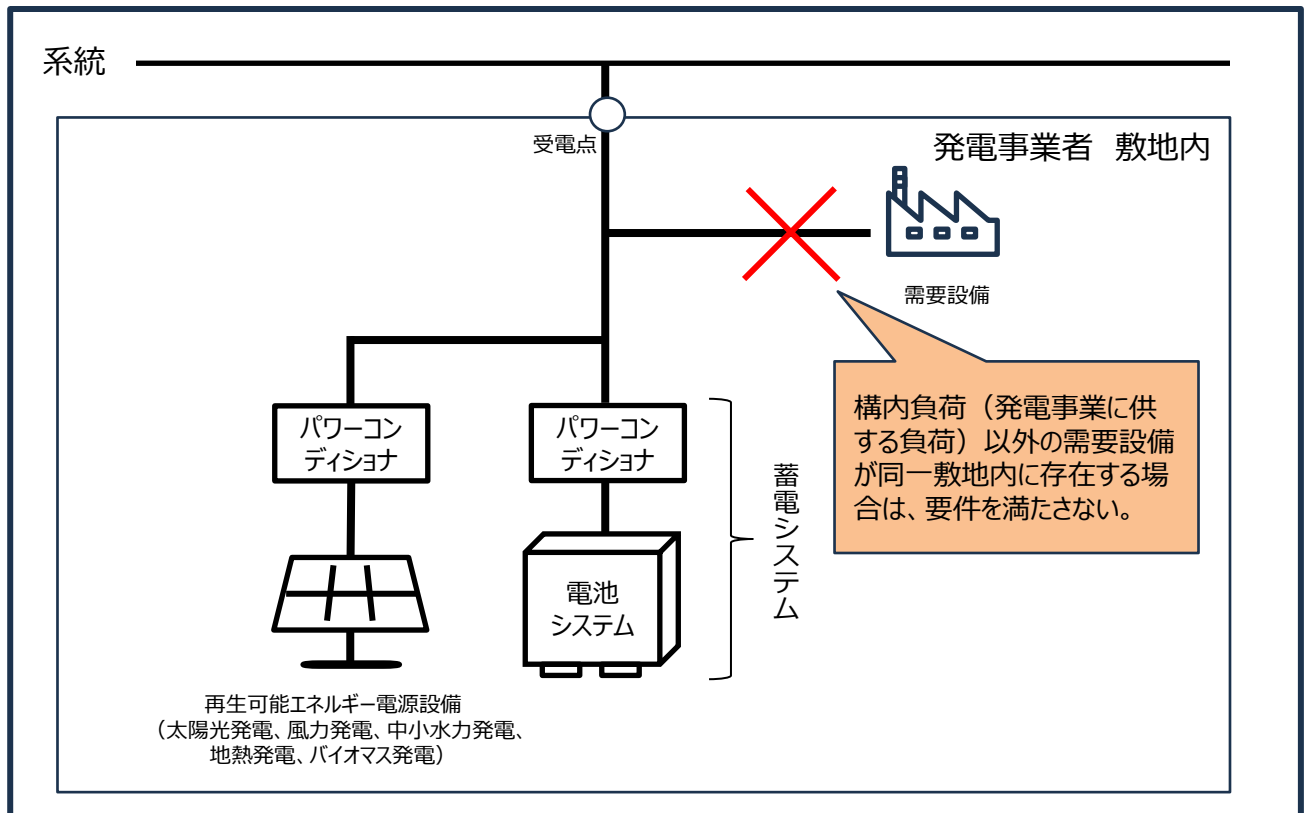 系統
受電点
発電事業者 敷地内
需要設備
構内負荷（発電事業に供
する負荷）以外の需要設備
が同一敷地内に存在する場
合は、要件を満たさない。
パワーコン
ディショナ
パワーコン
ディショナ
蓄電システム
電池
システム
再生可能エネルギー電源設備
（太陽光発電、風力発電、中小水力発電、
地熱発電、バイオマス発電）